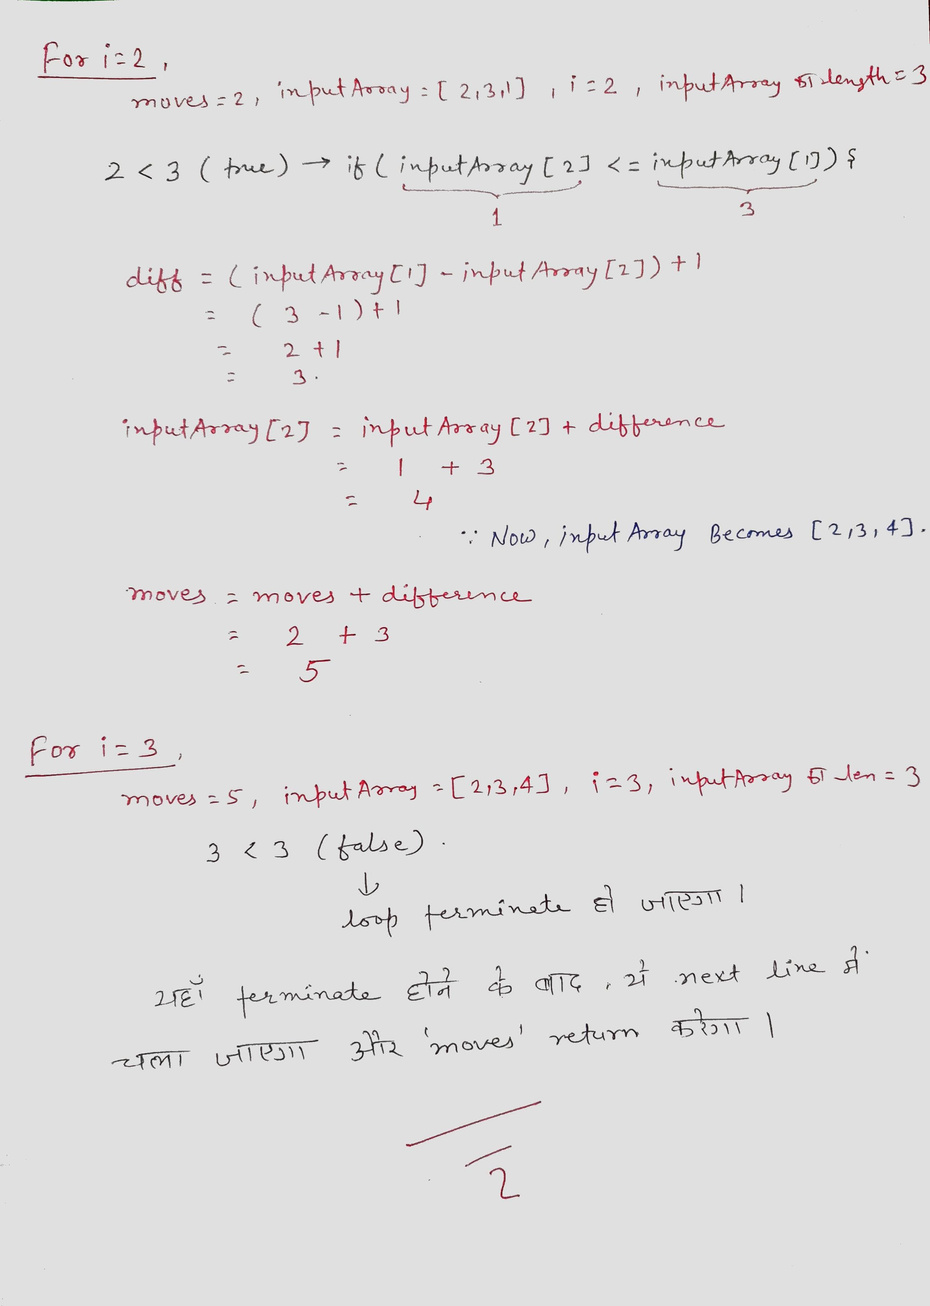 For i=2,
moves=2, inputArray = [2,3,1], i=2, inputArray का length = 3
2 < 3 (true) → if (inputArray[2] <= inputArray[1]) {
1 3
diff = (inputArray[1] - inputArray[2]) + 1
= (3 - 1) + 1
= 2 + 1
= 3.
inputArray[2] = inputArray[2] + difference
= 1 + 3
= 4
∵ Now, inputArray Becomes [2,3,4].
moves = moves + difference
= 2 + 3
= 5
For i=3,
moves=5, inputArray = [2,3,4], i=3, inputArray का len = 3
3 < 3 (false).
↓
loop terminate हो जाएगा।
यहाँ terminate होने के बाद, ये next line में
चला जाएगा और 'moves' return करेगा।
2